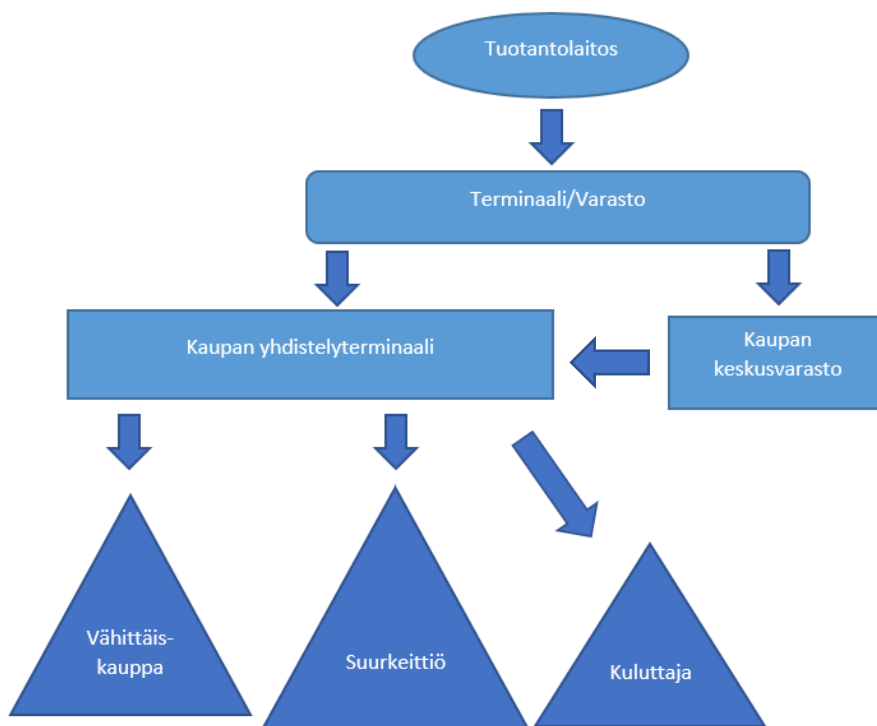 Tuotantolaitos
Terminaali/Varasto
Kaupan yhdistelyterminaali
Kaupan
keskusvarasto
Vähittäis-
kauppa
Suurkeittiö
Kuluttaja